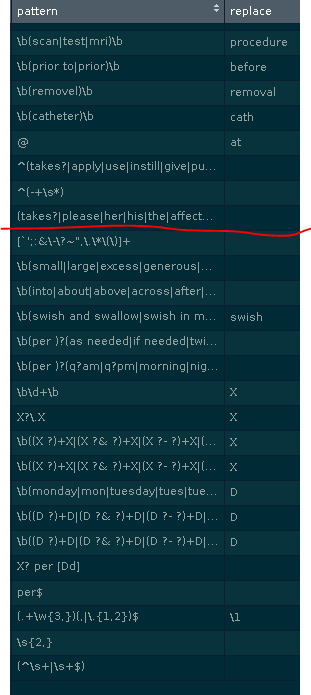 pattern replace
\b(scan|test|mri)\b procedure
\b(prior to|prior)\b before
\b(removel)\b removal
\b(catheter)\b cath
@ at
^(takes?|apply|use|instill|give|pu...
^(-+\s*)
(takes?|please|her|his|the|affect...
[`';:&\-\?~",\.\*\(\)]+
\b(small|large|excess|generous|...
\b(into|about|above|across|after|...
\b(swish and swallow|swish in m... swish
\b(per )?(as needed|if needed|twi...
\b(per )?(q?am|q?pm|morning|nig...
\b\d+\b X
X?\.X X
\b((X ?)+X|(X ?& ?)+X|(X ?- ?)+X|(... X
\b((X ?)+X|(X ?& ?)+X|(X ?- ?)+X|(... X
\b(monday|mon|tuesday|tues|tue... D
\b((D ?)+D|(D ?& ?)+D|(D ?- ?)+D|... D
\b((D ?)+D|(D ?& ?)+D|(D ?- ?)+D|... D
X? per [Dd]
per$
(.+\w{3,})(,|\.{1,2})$ \1
\s{2,}
(^\s+|\s+$)